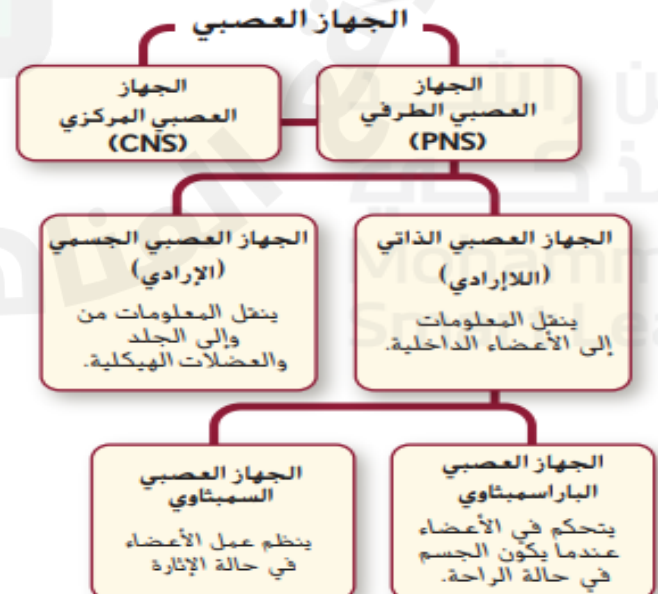 الجهاز العصبي
الجهاز
العصبي الطرفي
(PNS)
الجهاز
العصبي المركزي
(CNS)
الجهاز العصبي الذاتي
(اللاإرادي)
ينقل المعلومات
إلى الأعضاء الداخلية.
الجهاز العصبي الجسمي
(الإرادي)
ينقل المعلومات من
وإلى الجلد
والعضلات الهيكلية.
الجهاز العصبي
الباراسمبثاوي
يتحكم في الأعضاء
عندما يكون الجسم
في حالة الراحة.
الجهاز العصبي
السمبثاوي
ينظم عمل الأعضاء
في حالة الإثارة